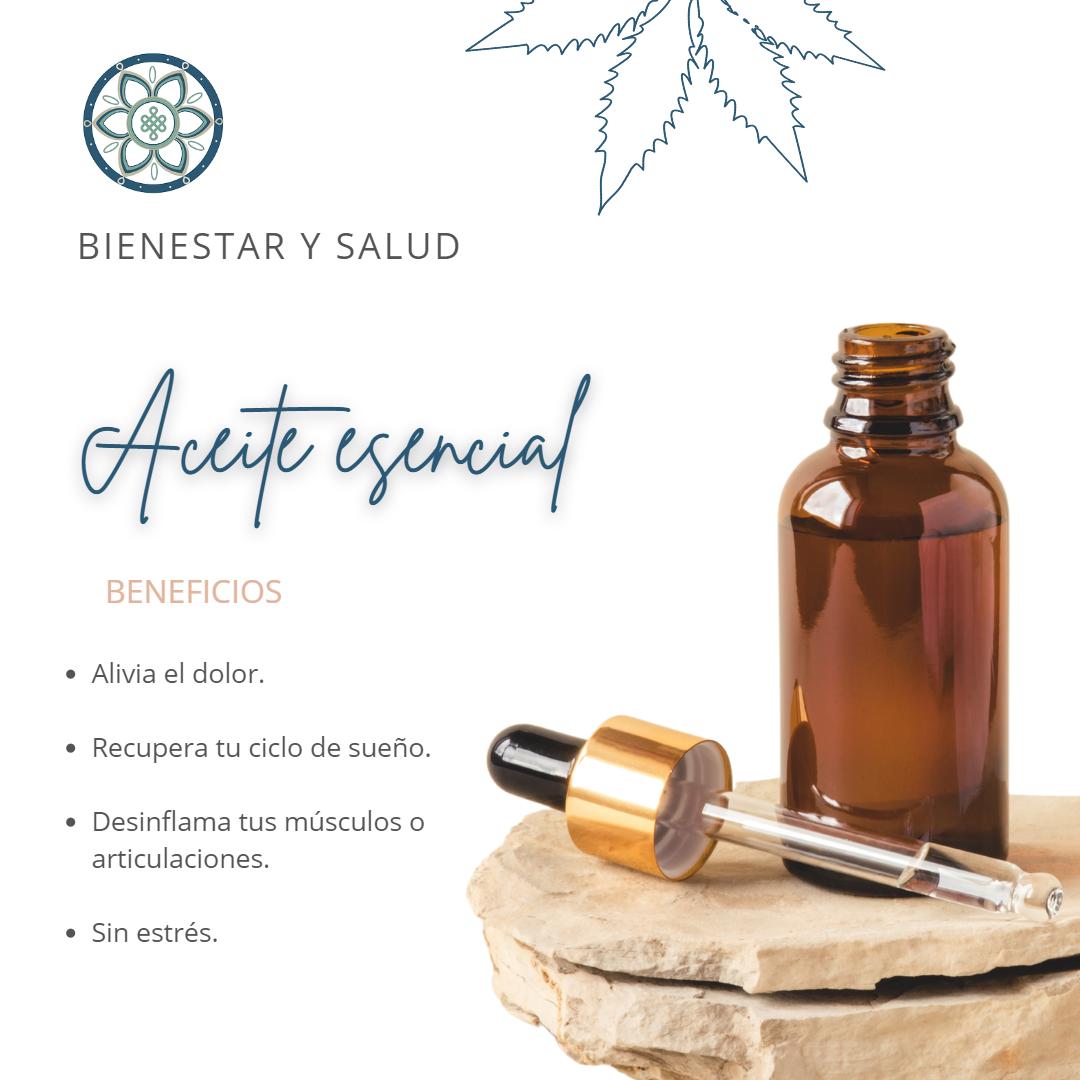 BIENESTAR Y SALUD
Aceite esencial
BENEFICIOS
• Alivia el dolor.
• Recupera tu ciclo de sueño.
• Desinflama tus músculos o
articulaciones.
• Sin estrés.